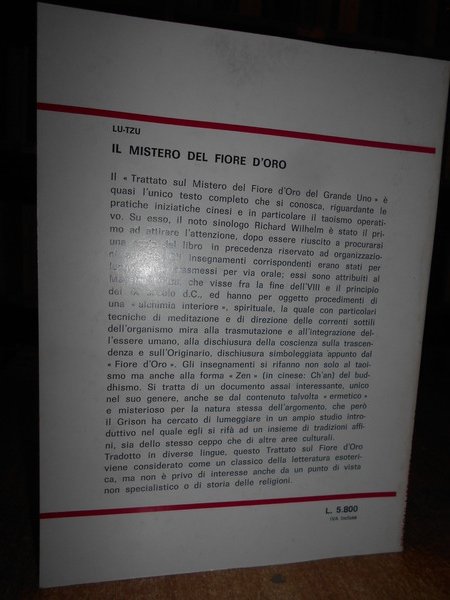 LU-TZU
IL MISTERO DEL FIORE D'ORO
Il « Trattato sul Mistero del Fiore d'Oro del Grande Uno » è
quasi l'unico testo completo che si conosca, riguardante le
pratiche iniziatiche cinesi e in particolare il taoismo operati-
vo. Su esso, il noto sinologo Richard Wilhelm è stato il pri-
mo ad attirare l'attenzione, dopo essere riuscito a procurarsi
una del libro in precedenza riservato ad organizzazio-
insegnamenti corrispondenti erano stati per
trasmessi per via orale; essi sono attribuiti al
che visse fra la fine dell'VIII e il principio
del d.C., ed hanno per oggetto procedimenti di
una « alchimia interiore », spirituale, la quale con particolari
tecniche di meditazione e di direzione delle correnti sottili
dell'organismo mira alla trasmutazione e all'integrazione del-
l'essere umano, alla dischiusura della coscienza sulla trascen-
denza e sull'Originario, dischiusura simboleggiata appunto dal
« Fiore d'Oro ». Gli insegnamenti si rifanno non solo al taoi-
smo ma anche alla forma « Zen » (in cinese: Ch'an) del bud-
dhismo. Si tratta di un documento assai interessante, unico
nel suo genere, anche se dal contenuto talvolta « ermetico »
e misterioso per la natura stessa dell'argomento, che però
il Grison ha cercato di lumeggiare in un ampio studio intro-
duttivo nel quale egli si rifà ad un insieme di tradizioni affi-
ni, sia dello stesso ceppo che di altre aree culturali.
Tradotto in diverse lingue, questo Trattato sul Fiore d'Oro
viene considerato come un classico della letteratura esoteri-
ca, ma non è privo di interesse anche da un punto di vista
non specialistico o di storia delle religioni.
L. 5.800
IVA inclusa